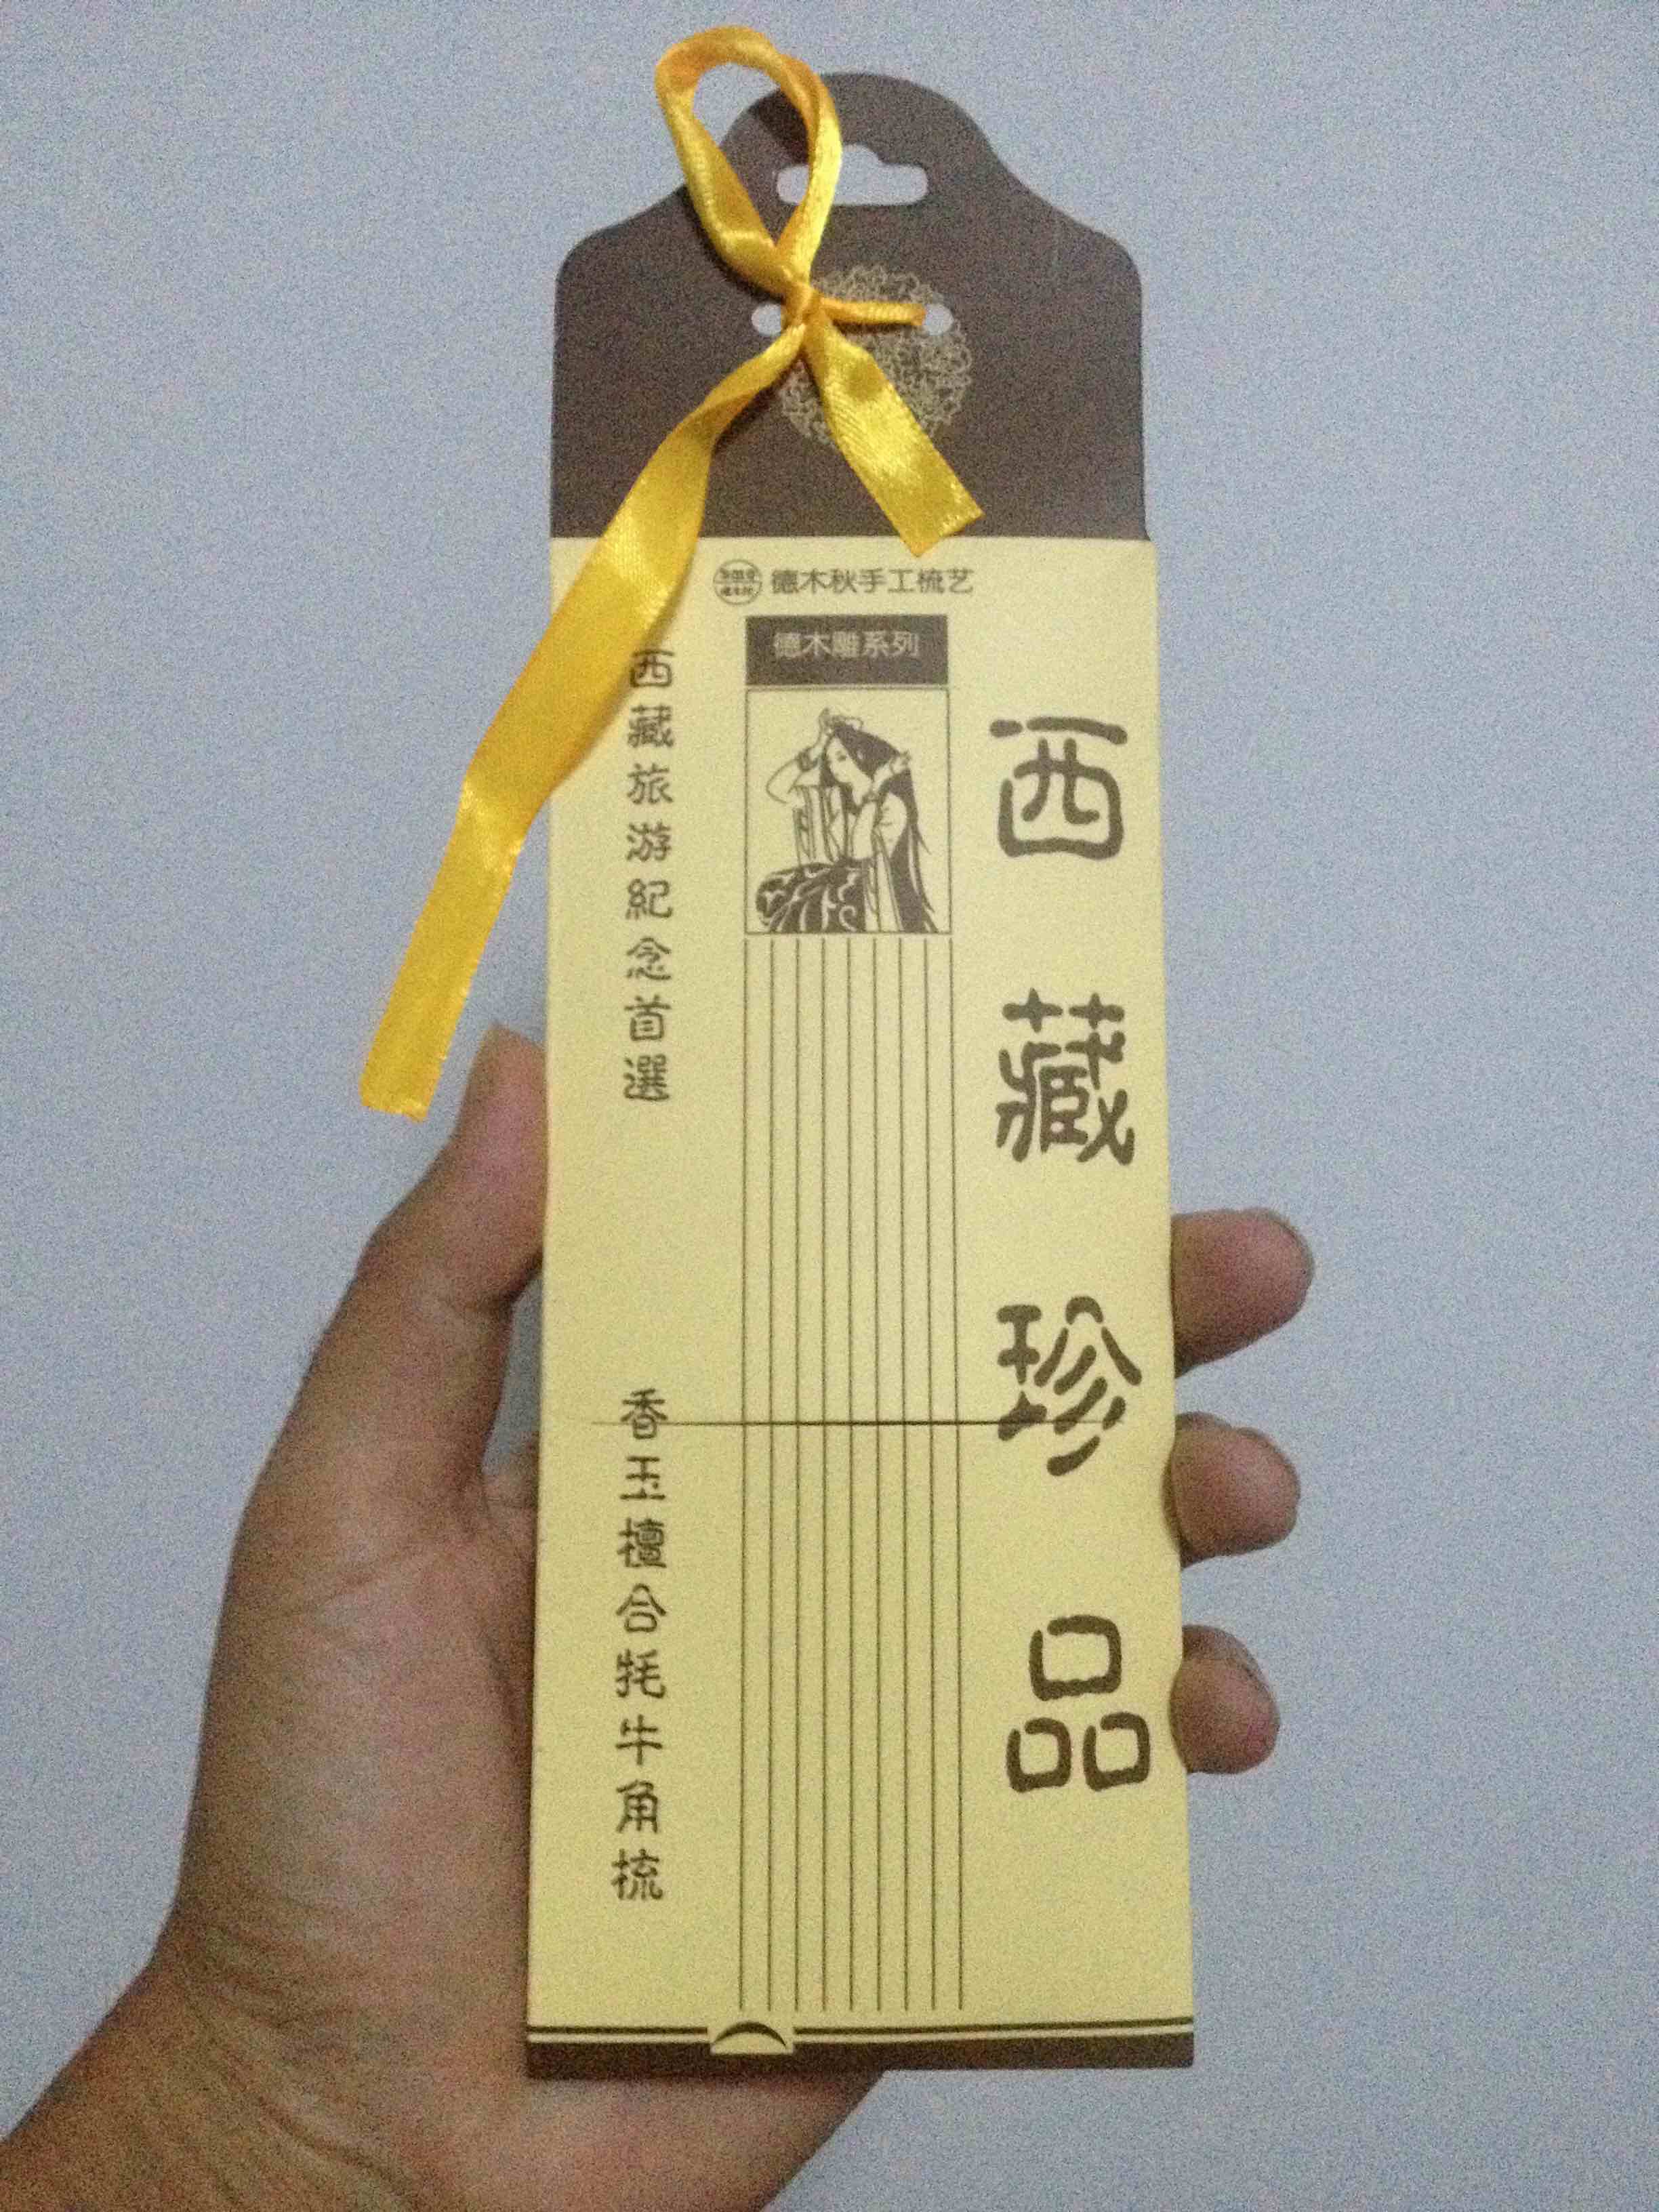 德木秋手工梳艺
德木雕系列
西藏珍品
西藏旅游紀念首選
香玉檀合牦牛角梳